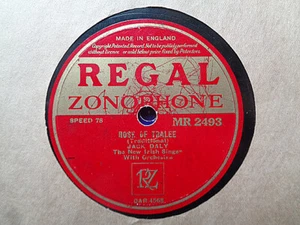 MADE IN ENGLAND
Copyright Patented. Record Not to be publicly performed
without licence or sold below price fixed by Patentees.
REGAL
ZONOPHONE
SPEED 78
MR 2493
ROSE OF TRALEE
(Traditional)
JACK DALY
The New Irish Singer
With Orchestra
RZ